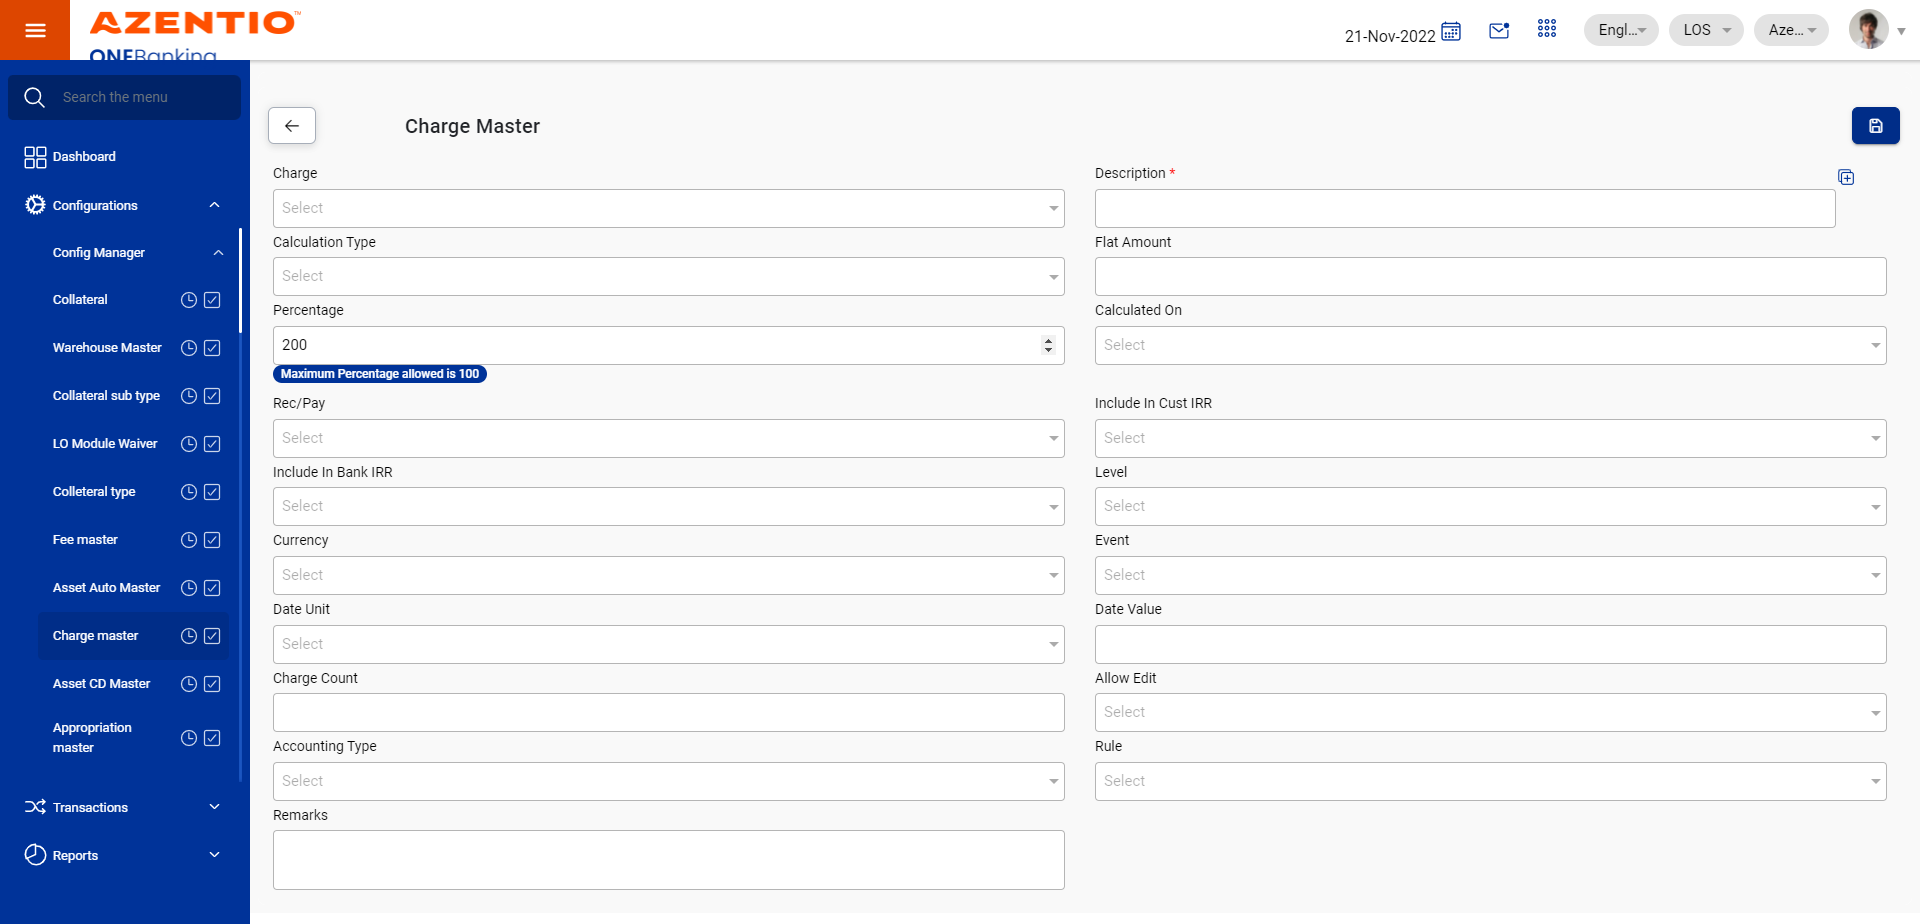 AZENTIO™
ONEBanking
21-Nov-2022
Engl...
LOS
Aze...
Search the menu
Dashboard
Configurations
Config Manager
Collateral
Warehouse Master
Collateral sub type
LO Module Waiver
Colleteral type
Fee master
Asset Auto Master
Charge master
Asset CD Master
Appropriation
master
Transactions
Reports
Charge Master
Charge
Select
Description *
Calculation Type
Select
Flat Amount
Percentage
200
Maximum Percentage allowed is 100
Calculated On
Select
Rec/Pay
Select
Include In Cust IRR
Select
Include In Bank IRR
Select
Level
Select
Currency
Select
Event
Select
Date Unit
Select
Date Value
Charge Count
Allow Edit
Select
Accounting Type
Select
Rule
Select
Remarks